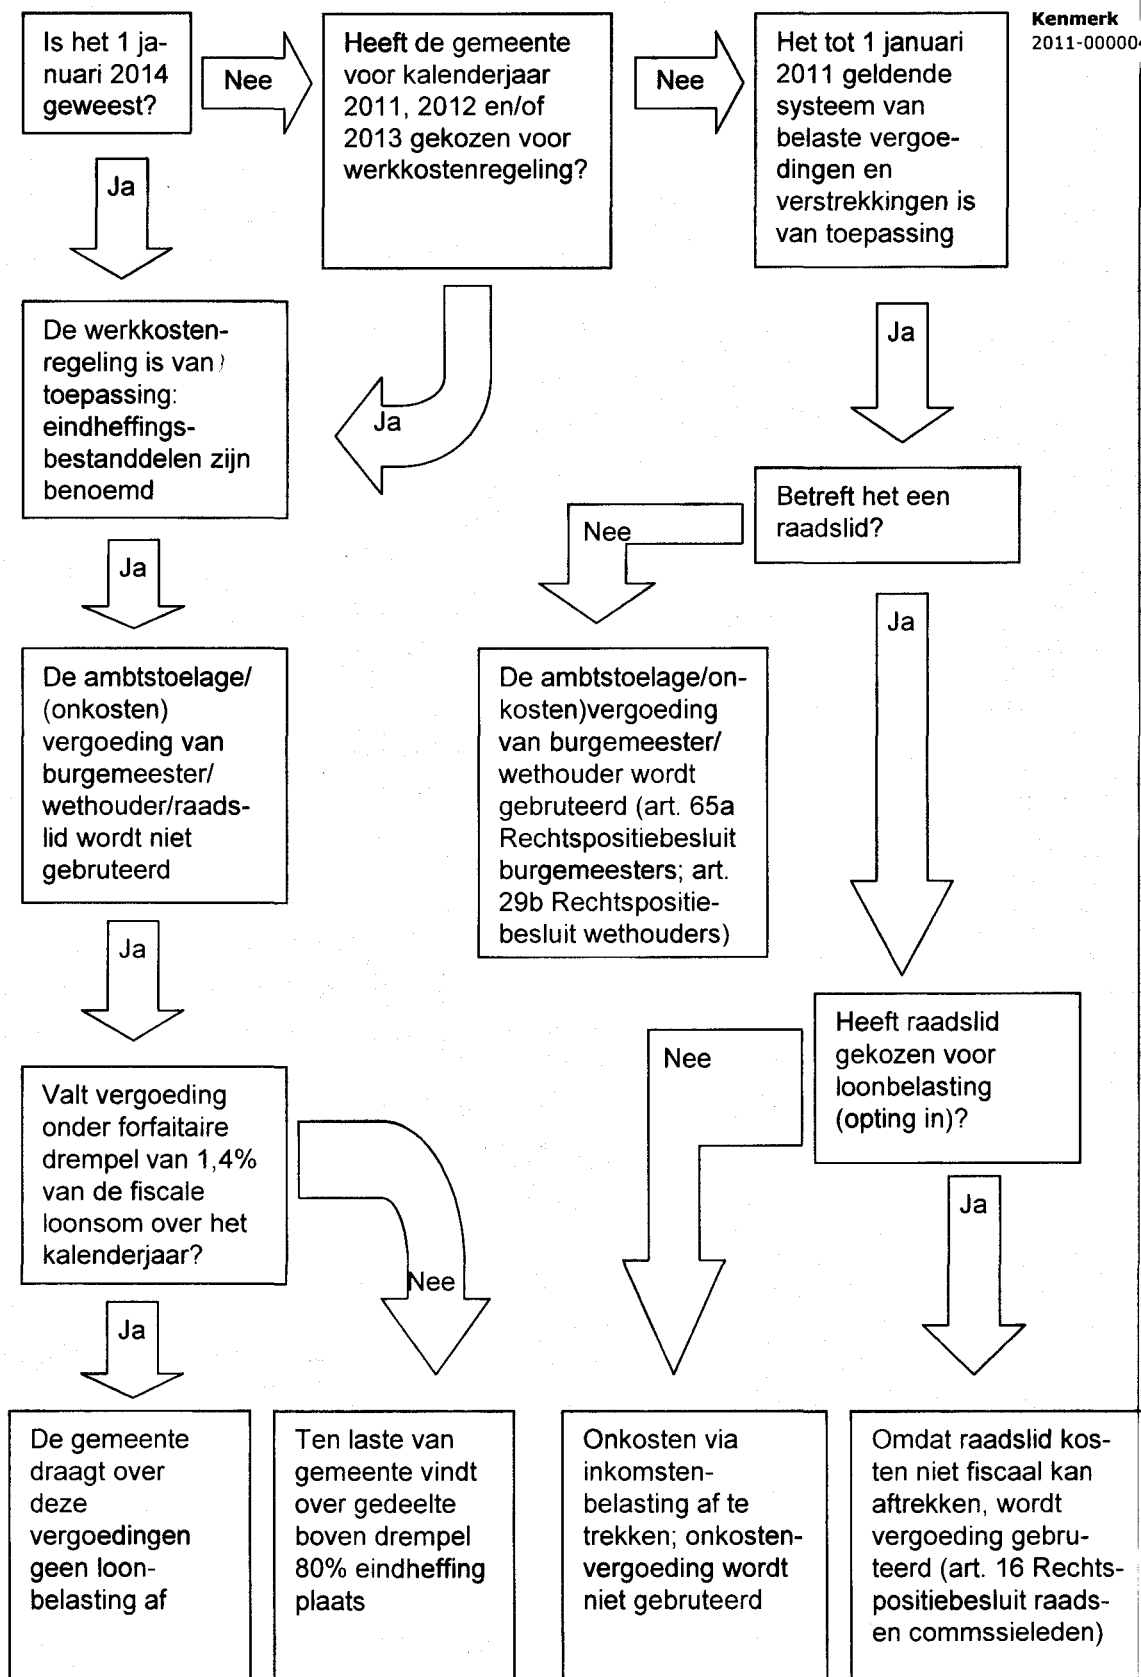 Kenmerk
2011-000004
Is het 1 ja-
nuari 2014
geweest?
Nee
Heeft de gemeente
voor kalenderjaar
2011, 2012 en/of
2013 gekozen voor
werkkostenregeling?
Nee
Het tot 1 januari
2011 geldende
systeem van
belaste vergoe-
dingen en
verstrekkingen is
van toepassing
Ja
De werkkosten-
regeling is van
toepassing:
eindheffings-
bestanddelen zijn
benoemd
Ja
Ja
Betreft het een
raadslid?
Nee
Ja
Ja
De ambtstoelage/
(onkosten)
vergoeding van
burgemeester/
wethouder/raads-
lid wordt niet
gebruteerd
De ambtstoelage/on-
kosten)vergoeding
van burgemeester/
wethouder wordt
gebruteerd (art. 65a
Rechtspositiebesluit
burgemeesters; art.
29b Rechtspositie-
besluit wethouders)
Ja
Heeft raadslid
gekozen voor
loonbelasting
(opting in)?
Nee
Ja
Valt vergoeding
onder forfaitaire
drempel van 1,4%
van de fiscale
loonsom over het
kalenderjaar?
Nee
Ja
De gemeente
draagt over
deze
vergoedingen
geen loon-
belasting af
Ten laste van
gemeente vindt
over gedeelte
boven drempel
80% eindheffing
plaats
Onkosten via
inkomsten-
belasting af te
trekken; onkosten-
vergoeding wordt
niet gebruteerd
Omdat raadslid kos-
ten niet fiscaal kan
aftrekken, wordt
vergoeding gebru-
teerd (art. 16 Rechts-
positiebesluit raads-
en commssieleden)